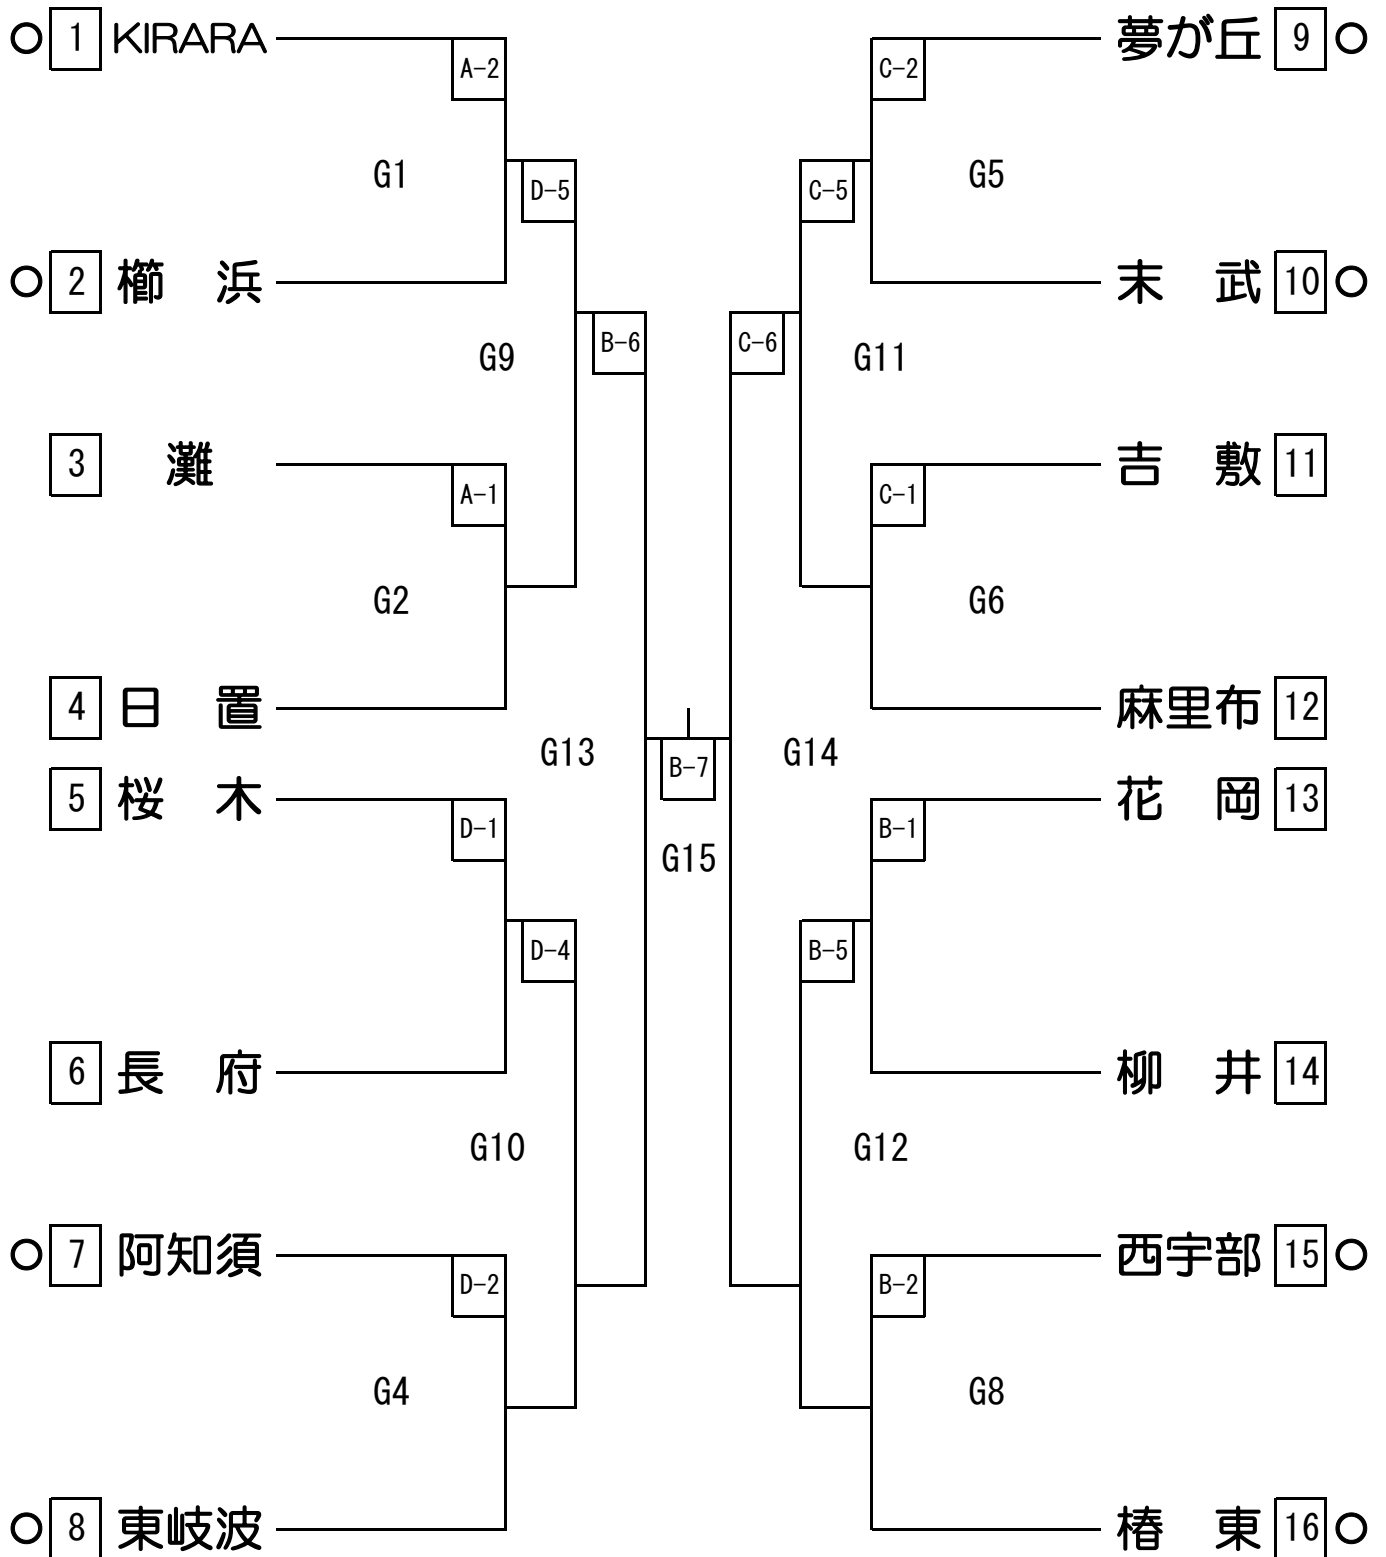 ○ 1 KIRARA
A-2
G1
○ 2 櫛　浜
D-5
G9
3 灘
A-1
G2
4 日　置
B-6
G13
5 桜　木
D-1
6 長　府
D-4
G10
○ 7 阿知須
D-2
G4
○ 8 東岐波
B-7
G15
夢が丘 9 ○
C-2
G5
末　武 10 ○
C-5
G11
吉　敷 11
C-1
G6
麻里布 12
C-6
G14
花　岡 13
B-1
柳　井 14
B-5
G12
西宇部 15 ○
B-2
G8
椿　東 16 ○